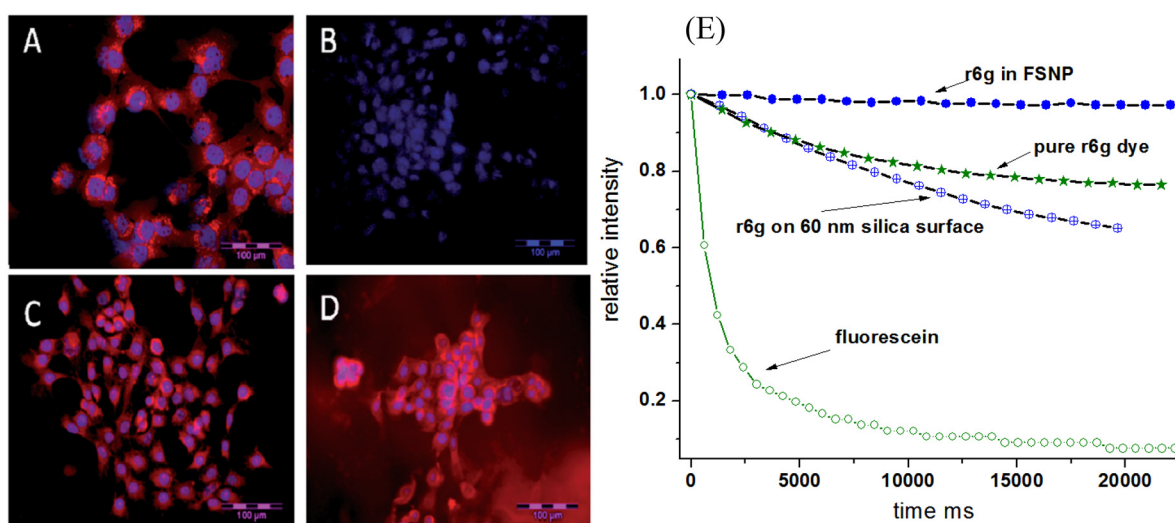 A
B
100 μm
100 μm
C
D
100 μm
100 μm
(E)
r6g in FSNP
pure r6g dye
r6g on 60 nm silica surface
fluorescein
relative intensity
1.0
0.8
0.6
0.4
0.2
0
5000
10000
15000
20000
time ms